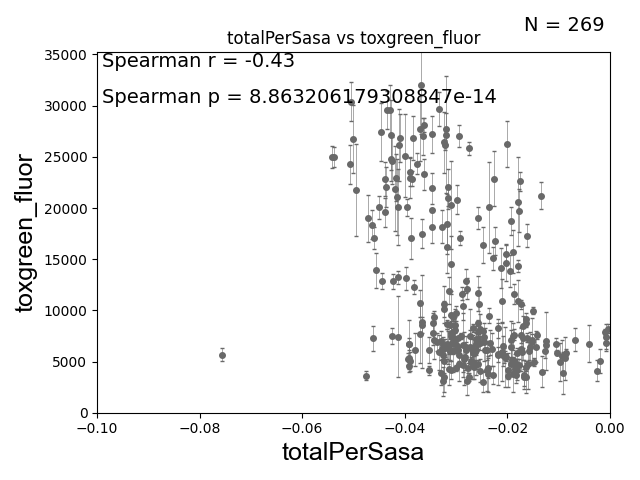 N = 269
totalPerSasa vs toxgreen_fluor
Spearman r = -0.43
Spearman p = 8.863206179308847e-14
35000
30000
25000
20000
15000
10000
5000
0
toxgreen_fluor
−0.10 −0.08 −0.06 −0.04 −0.02 0.00
totalPerSasa